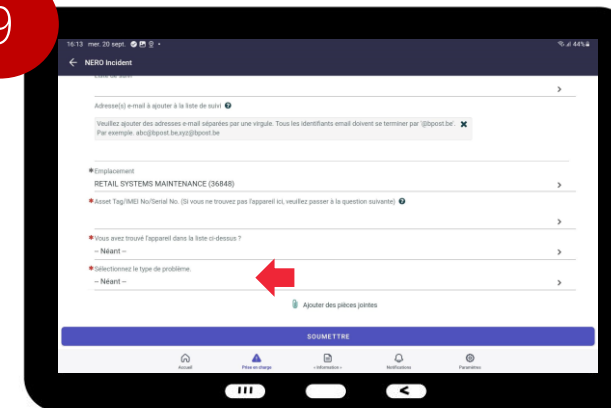 9
16:13 mer. 20 sept.
44%
NERO Incident
Liste de suivi
Adresse(s) e-mail à ajouter à la liste de suivi
Veuillez ajouter des adresses e-mail séparées par une virgule. Tous les identifiants email doivent se terminer par '@bpost.be'.
Par exemple: abc@bpost.be,xyz@bpost.be
*Emplacement
RETAIL SYSTEMS MAINTENANCE (36848)
*Asset Tag/IMEI No/Serial No. (Si vous ne trouvez pas l'appareil ici, veuillez passer à la question suivante)
*Vous avez trouvé l'appareil dans la liste ci-dessus ?
-- Néant --
*Sélectionnez le type de problème.
-- Néant --
Ajouter des pièces jointes
SOUMETTRE
Accueil Prise en charge - Information - Notifications Paramètres